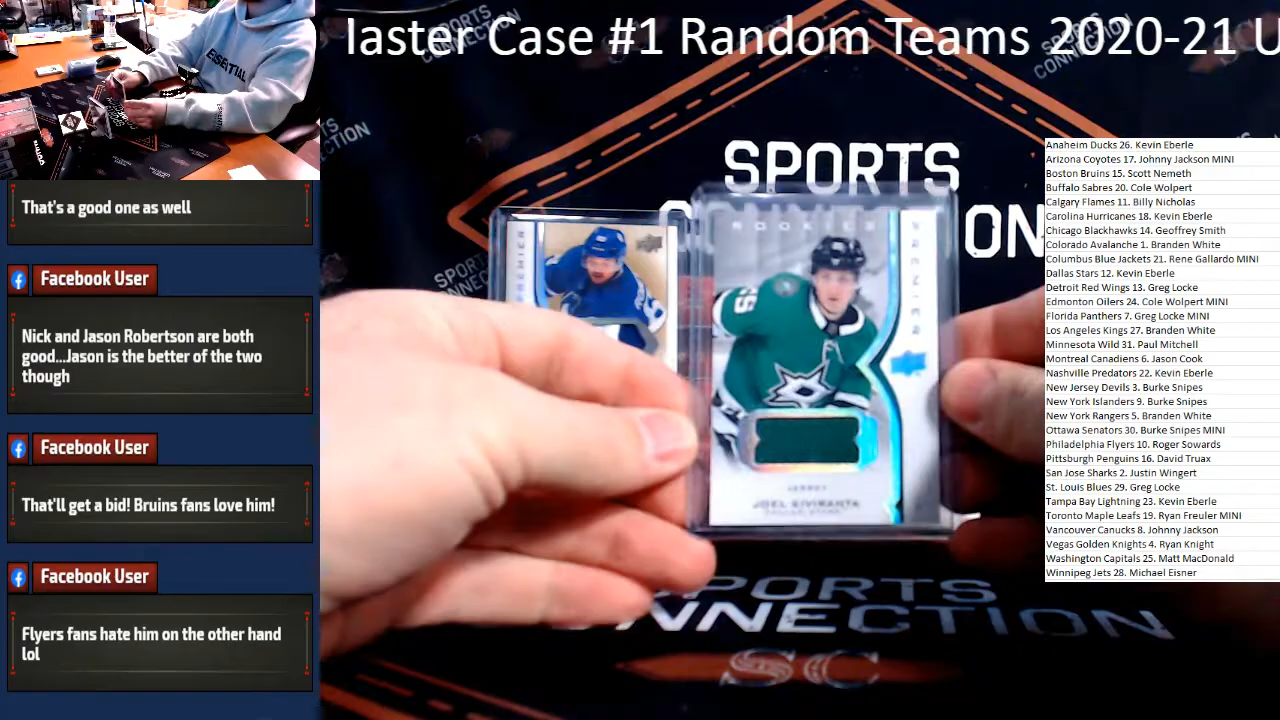 laster Case #1 Random Teams 2020-21 U
ESSENTIAL
That's a good one as well
Facebook User
Nick and Jason Robertson are both
good...Jason is the better of the two
though
Facebook User
That'll get a bid! Bruins fans love him!
Facebook User
Flyers fans hate him on the other hand
lol
SPORTS
CONNECTION
SPORTS
CONNECTION
SC
ROOKIES
PREMIER
JERSEY
JOEL KIVIRANTA
DALLAS STARS
PREMIER
Anaheim Ducks 26. Kevin Eberle
Arizona Coyotes 17. Johnny Jackson MINI
Boston Bruins 15. Scott Nemeth
Buffalo Sabres 20. Cole Wolpert
Calgary Flames 11. Billy Nicholas
Carolina Hurricanes 18. Kevin Eberle
Chicago Blackhawks 14. Geoffrey Smith
Colorado Avalanche 1. Branden White
Columbus Blue Jackets 21. Rene Gallardo MINI
Dallas Stars 12. Kevin Eberle
Detroit Red Wings 13. Greg Locke
Edmonton Oilers 24. Cole Wolpert MINI
Florida Panthers 7. Greg Locke MINI
Los Angeles Kings 27. Branden White
Minnesota Wild 31. Paul Mitchell
Montreal Canadiens 6. Jason Cook
Nashville Predators 22. Kevin Eberle
New Jersey Devils 3. Burke Snipes
New York Islanders 9. Burke Snipes
New York Rangers 5. Branden White
Ottawa Senators 30. Burke Snipes MINI
Philadelphia Flyers 10. Roger Sowards
Pittsburgh Penguins 16. David Truax
San Jose Sharks 2. Justin Wingert
St. Louis Blues 29. Greg Locke
Tampa Bay Lightning 23. Kevin Eberle
Toronto Maple Leafs 19. Ryan Freuler MINI
Vancouver Canucks 8. Johnny Jackson
Vegas Golden Knights 4. Ryan Knight
Washington Capitals 25. Matt MacDonald
Winnipeg Jets 28. Michael Eisner